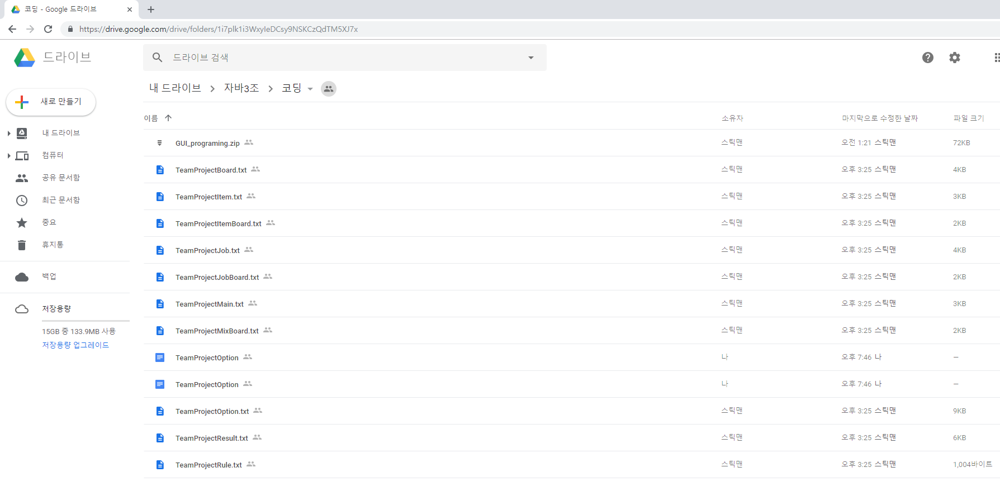 코딩 - Google 드라이브
https://drive.google.com/drive/folders/1i7plk1i3WxyIeDCsy9NSKCzQdTM5XJ7x
드라이브
드라이브 검색
내 드라이브 > 자바3조 > 코딩
새로 만들기
내 드라이브
컴퓨터
공유 문서함
최근 문서함
중요
휴지통
백업
저장용량
15GB 중 133.9MB 사용
저장용량 업그레이드
이름 소유자 마지막으로 수정한 날짜 파일 크기
GUI_programing.zip 스틱맨 오전 1:21 스틱맨 72KB
TeamProjectBoard.txt 스틱맨 오후 3:25 스틱맨 4KB
TeamProjectItem.txt 스틱맨 오후 3:25 스틱맨 3KB
TeamProjectItemBoard.txt 스틱맨 오후 3:25 스틱맨 2KB
TeamProjectJob.txt 스틱맨 오후 3:25 스틱맨 4KB
TeamProjectJobBoard.txt 스틱맨 오후 3:25 스틱맨 2KB
TeamProjectMain.txt 스틱맨 오후 3:25 스틱맨 3KB
TeamProjectMixBoard.txt 스틱맨 오후 3:25 스틱맨 2KB
TeamProjectOption 나 오후 7:46 나 —
TeamProjectOption 나 오후 7:46 나 —
TeamProjectOption.txt 스틱맨 오후 3:25 스틱맨 9KB
TeamProjectResult.txt 스틱맨 오후 3:25 스틱맨 6KB
TeamProjectRule.txt 스틱맨 오후 3:25 스틱맨 1,004바이트